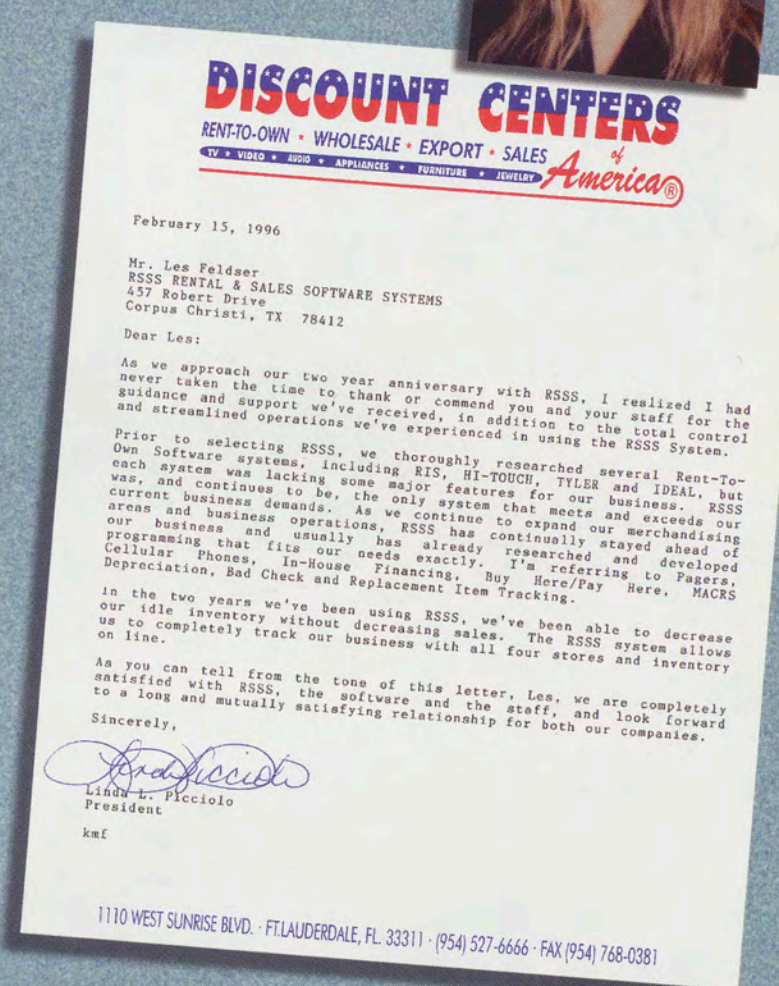 DISCOUNT CENTERS
RENT-TO-OWN • WHOLESALE • EXPORT • SALES
of
TV ★ VIDEO ★ AUDIO ★ APPLIANCES ★ FURNITURE ★ JEWELRY America®
February 15, 1996
Mr. Les Feldser
RSSS RENTAL & SALES SOFTWARE SYSTEMS
457 Robert Drive
Corpus Christi, TX 78412
Dear Les:
As we approach our two year anniversary with RSSS, I realized I had
never taken the time to thank or commend you and your staff for the
guidance and support we've received, in addition to the total control
and streamlined operations we've experienced in using the RSSS System.
Prior to selecting RSSS, we thoroughly researched several Rent-To-
Own Software systems, including RIS, HI-TOUCH, TYLER and IDEAL, but
each system was lacking some major features for our business. RSSS
was, and continues to be, the only system that meets and exceeds our
current business demands. As we continue to expand our merchandising
areas and business operations, RSSS has continually stayed ahead of
our business and usually has already researched and developed
programming that fits our needs exactly. I'm referring to Pagers,
Cellular Phones, In-House Financing, Buy Here/Pay Here, MACRS
Depreciation, Bad Check and Replacement Item Tracking.
In the two years we've been using RSSS, we've been able to decrease
our idle inventory without decreasing sales. The RSSS system allows
us to completely track our business with all four stores and inventory
on line.
As you can tell from the tone of this letter, Les, we are completely
satisfied with RSSS, the software and the staff, and look forward
to a long and mutually satisfying relationship for both our companies.
Sincerely,
Linda Picciolo
Linda L. Picciolo
President
kmf
1110 WEST SUNRISE BLVD. · FT.LAUDERDALE, FL. 33311 · (954) 527-6666 · FAX (954) 768-0381